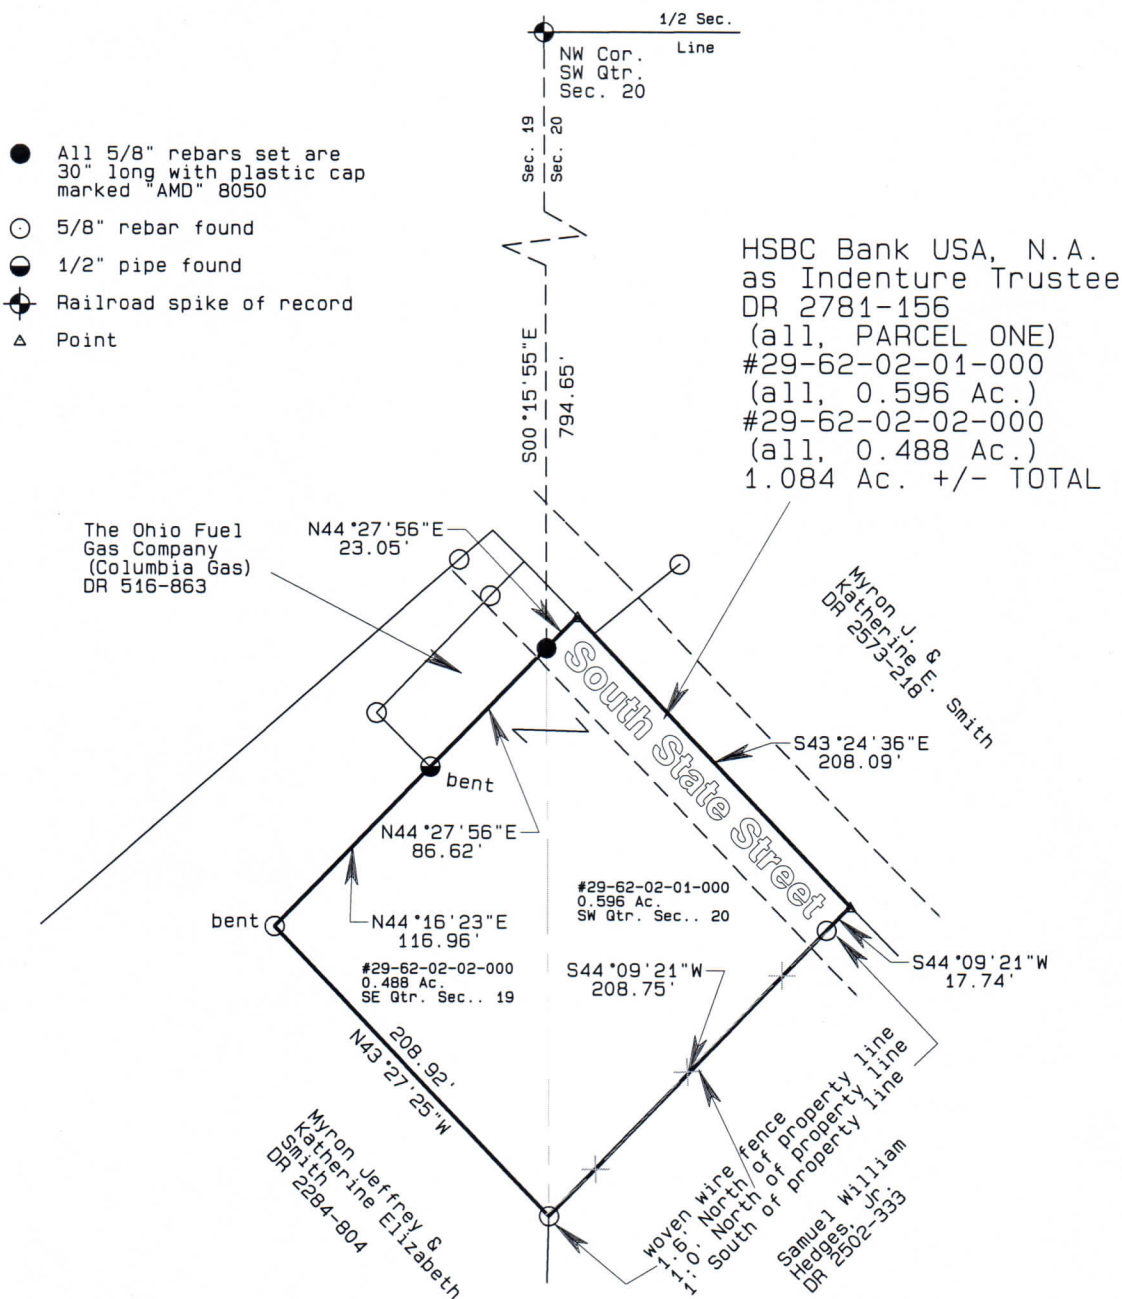 1/2 Sec.
Line
NW Cor.
SW Qtr.
Sec. 20
Sec. 19
Sec. 20
All 5/8" rebars set are
30" long with plastic cap
marked "AMD" 8050
5/8" rebar found
1/2" pipe found
Railroad spike of record
Point
S00°15'55"E
794.65'
HSBC Bank USA, N.A.
as Indenture Trustee
DR 2781-156
(all, PARCEL ONE)
#29-62-02-01-000
(all, 0.596 Ac.)
#29-62-02-02-000
(all, 0.488 Ac.)
1.084 Ac. +/- TOTAL
The Ohio Fuel
Gas Company
(Columbia Gas)
DR 516-863
N44°27'56"E
23.05'
Myron J. &
Katherine E. Smith
DR 2573-218
South State Street
S43°24'36"E
208.09'
bent
N44°27'56"E
86.62'
bent
N44°16'23"E
116.96'
#29-62-02-01-000
0.596 Ac.
SW Qtr. Sec.. 20
#29-62-02-02-000
0.488 Ac.
SE Qtr. Sec.. 19
S44°09'21"W
208.75'
S44°09'21"W
17.74'
208.92'
N43°27'25"W
Myron Jeffrey &
Katherine Elizabeth
Smith
DR 2284-804
woven wire fence
1.6' North of property line
1.0' North of property line
1' South of property line
Samuel William
Hedges, Jr.
DR 2502-333